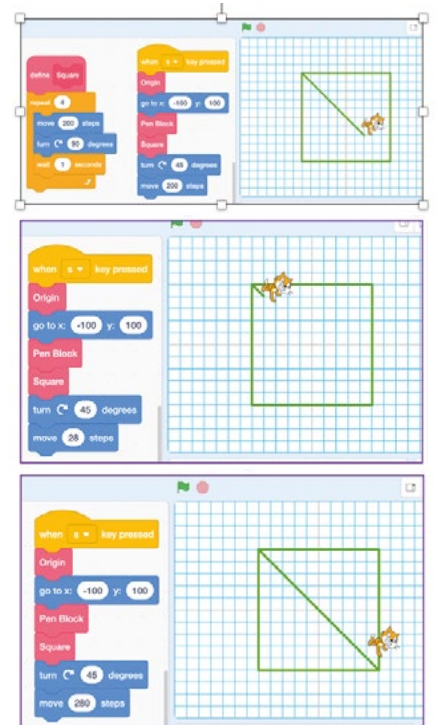 define Square
repeat 4
move 200 steps
turn 90 degrees
wait 1 seconds
when s key pressed
Origin
go to x: -100 y: 100
Pen Block
Square
turn 45 degrees
move 200 steps
when s key pressed
Origin
go to x: -100 y: 100
Pen Block
Square
turn 45 degrees
move 28 steps
when s key pressed
Origin
go to x: -100 y: 100
Pen Block
Square
turn 45 degrees
move 280 steps